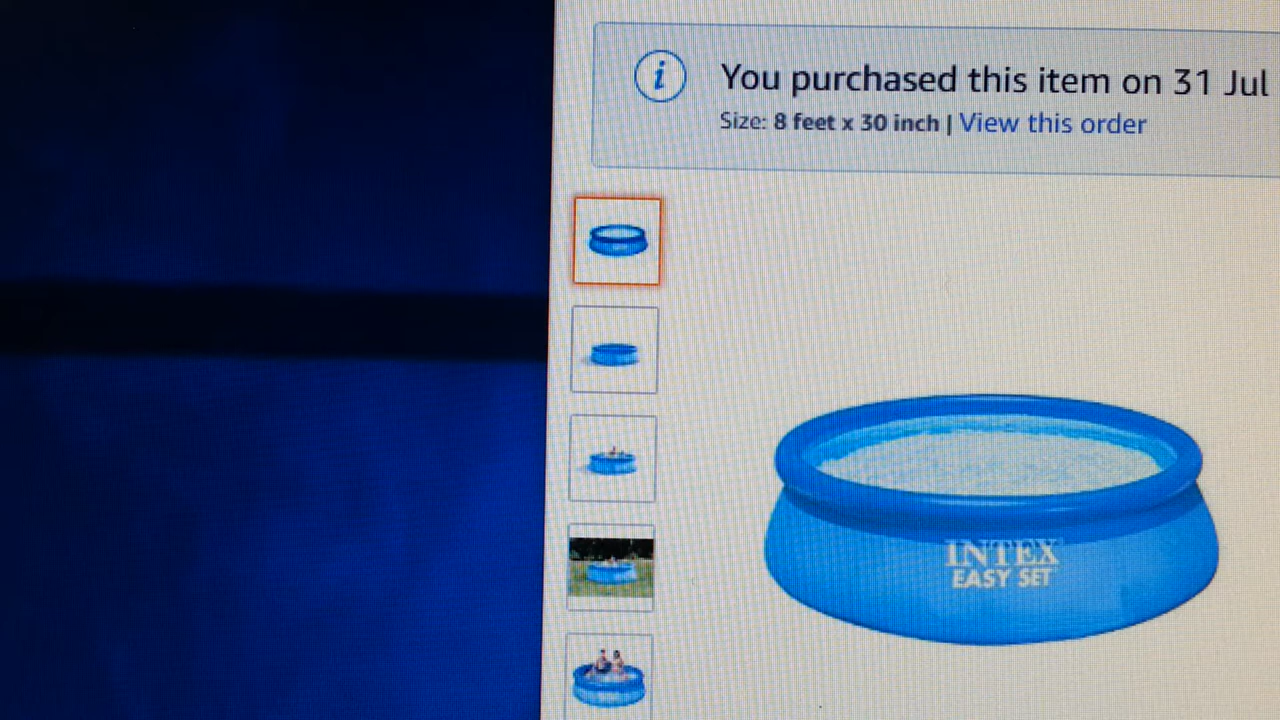 i
You purchased this item on 31 Jul
Size: 8 feet x 30 inch | View this order
INTEX
EASY SET